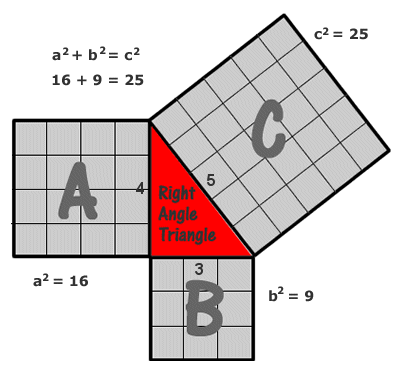 a² + b² = c²
16 + 9 = 25
c² = 25
A
4
5
C
Right
Angle
Triangle
a² = 16
3
B
b² = 9